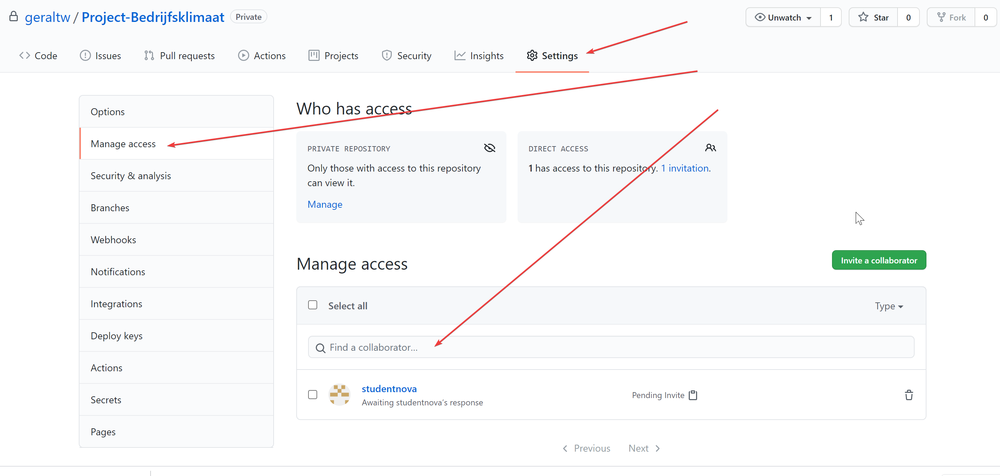 geraltw / Project-Bedrijfsklimaat Private Unwatch 1 Star 0 Fork 0
Code Issues Pull requests Actions Projects Security Insights Settings
Options
Manage access
Security & analysis
Branches
Webhooks
Notifications
Integrations
Deploy keys
Actions
Secrets
Pages
Who has access
PRIVATE REPOSITORY
Only those with access to this repository
can view it.
Manage
DIRECT ACCESS
1 has access to this repository. 1 invitation.
Manage access
Invite a collaborator
Select all Type
Find a collaborator...
studentnova
Awaiting studentnova’s response
Pending Invite
Previous Next